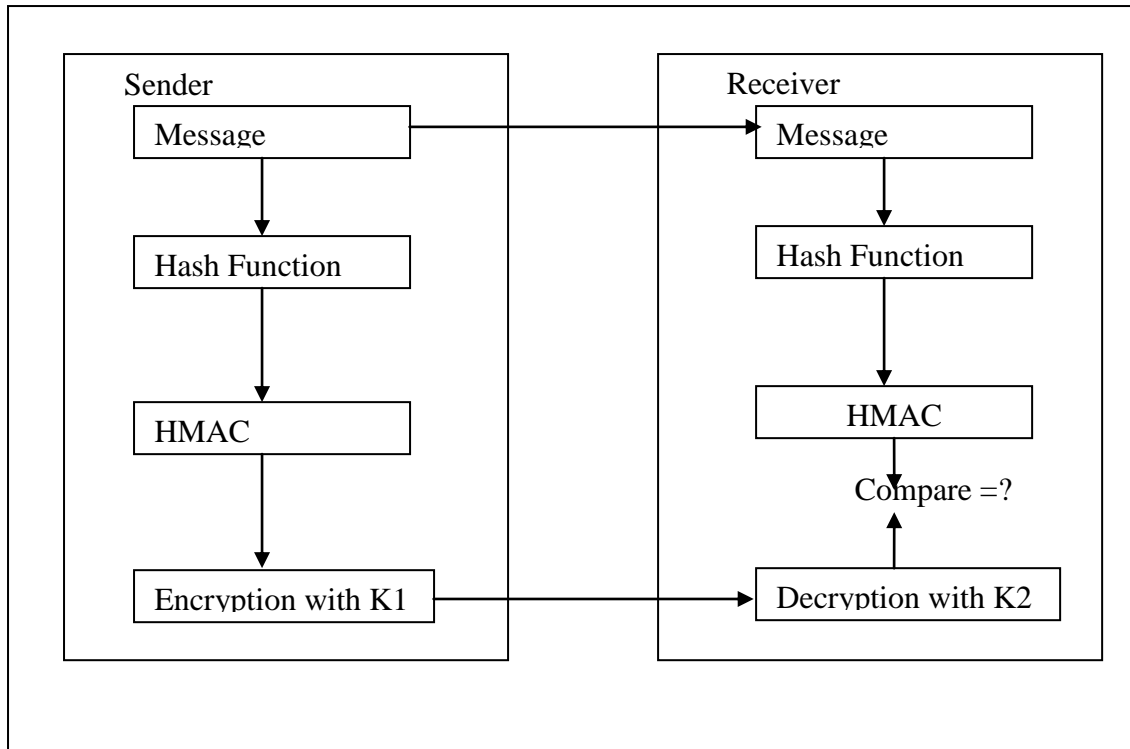 Sender
Message
Hash Function
HMAC
Encryption with K1
Receiver
Message
Hash Function
HMAC
Compare =?
Decryption with K2